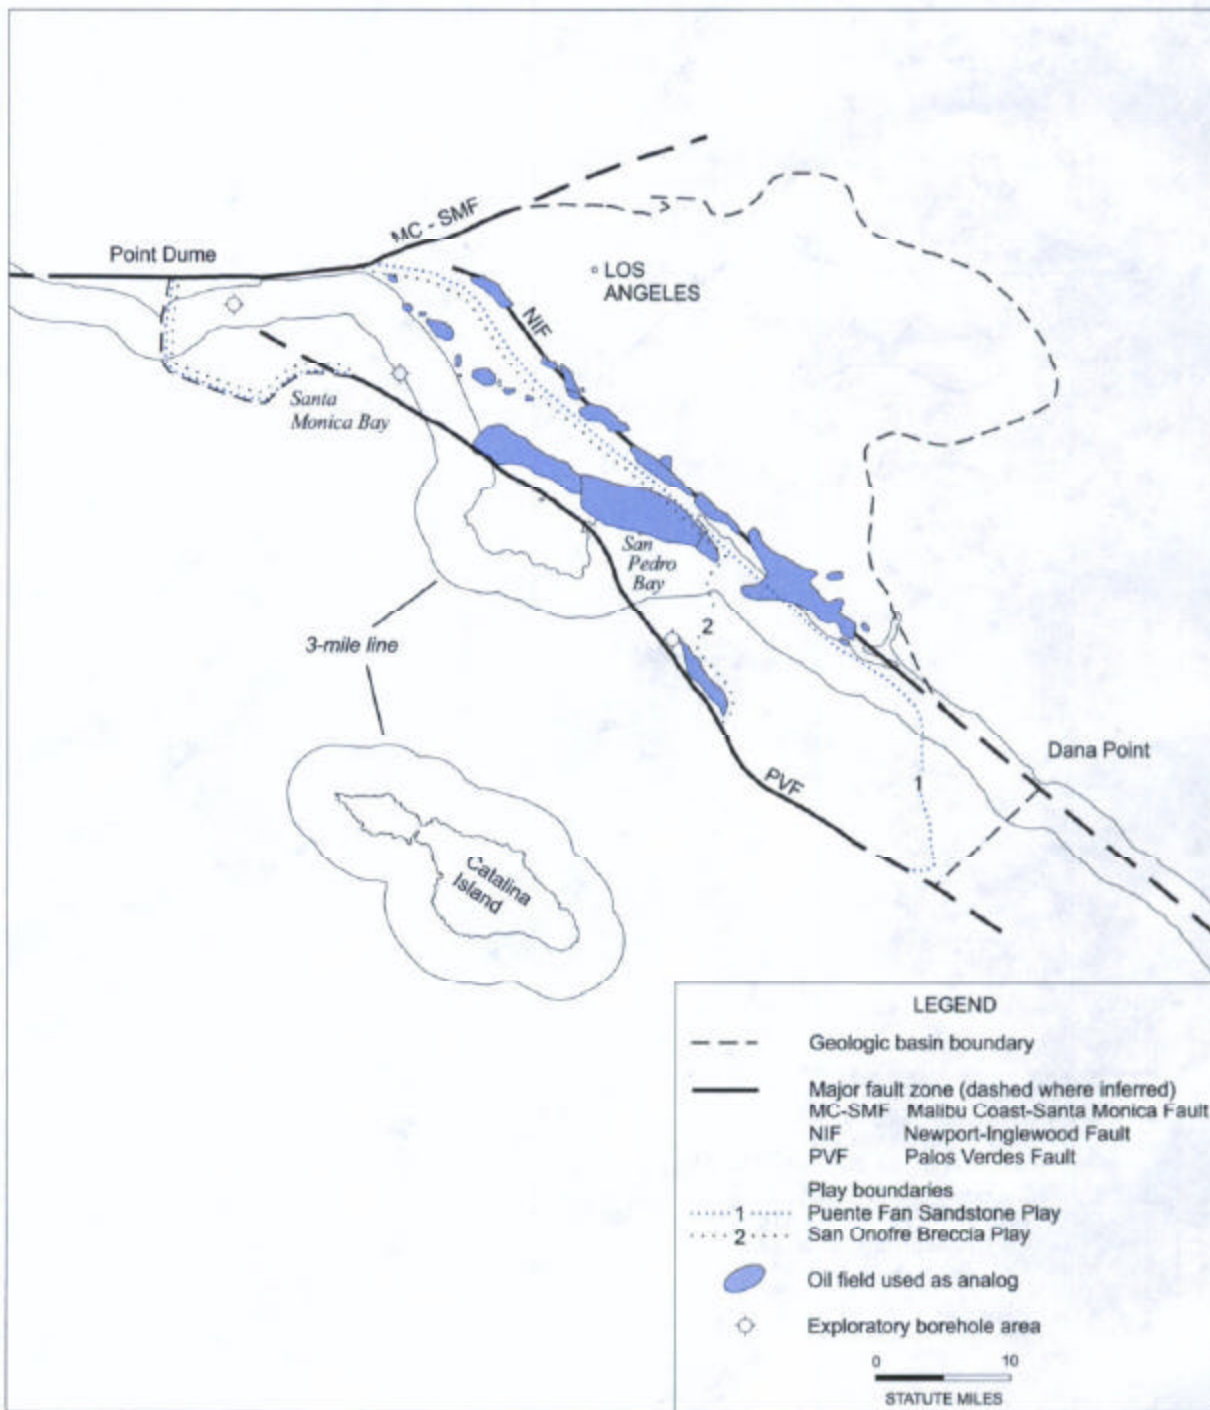 MC - SMF
Point Dume
LOS
ANGELES
NIF
Santa
Monica Bay
San
Pedro
Bay
2
3-mile line
Dana Point
PVF
1
Catalina
Island
LEGEND
Geologic basin boundary
Major fault zone (dashed where inferred)
MC-SMF Malibu Coast-Santa Monica Fault
NIF Newport-Inglewood Fault
PVF Palos Verdes Fault
Play boundaries
1 Puente Fan Sandstone Play
2 San Onofre Breccia Play
Oil field used as analog
Exploratory borehole area
0 10
STATUTE MILES